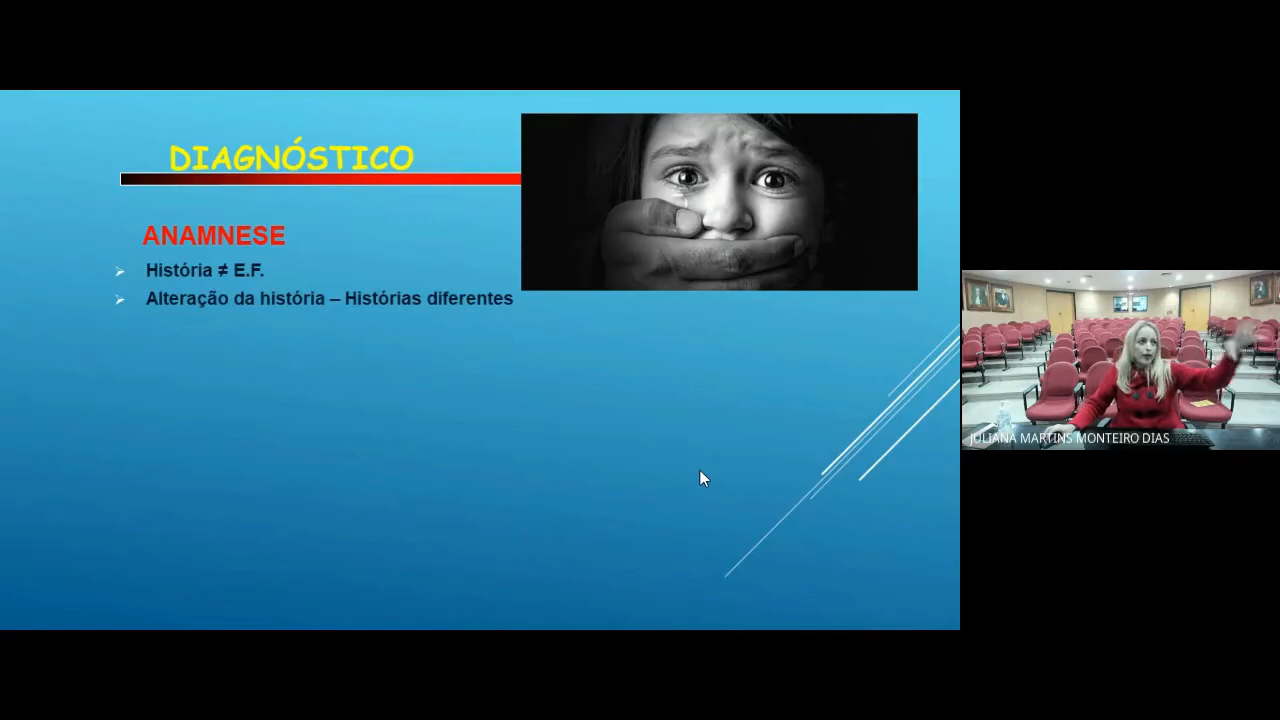 DIAGNÓSTICO
ANAMNESE
História ≠ E.F.
Alteração da história – Histórias diferentes
JULIANA MARTINS MONTEIRO DIAS